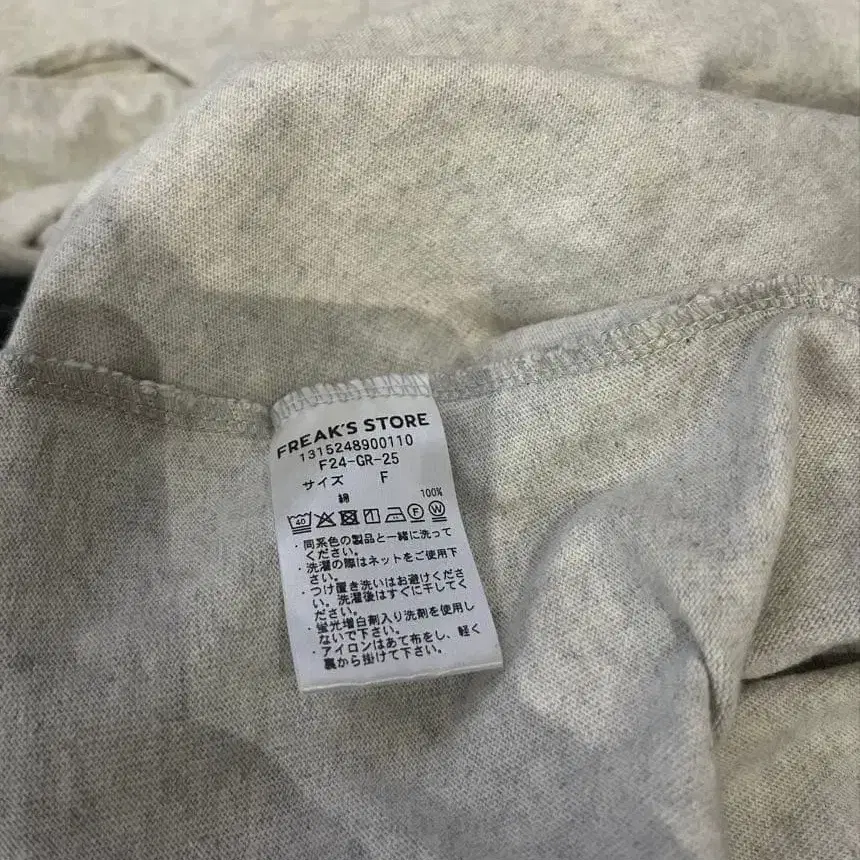 FREAK'S STORE
1315248900110
F24-GR-25
サイズ F
綿 100%
40 F W
・同系色の製品と一緒に洗って
ください。
・洗濯の際はネットをご使用下
さい。
・つけ置き洗いはお避けくださ
い。洗濯後はすぐに干してく
ださい。
・蛍光増白剤入り洗剤を使用し
ないで下さい。
・アイロンはあて布をし、軽く
裏から掛けて下さい。